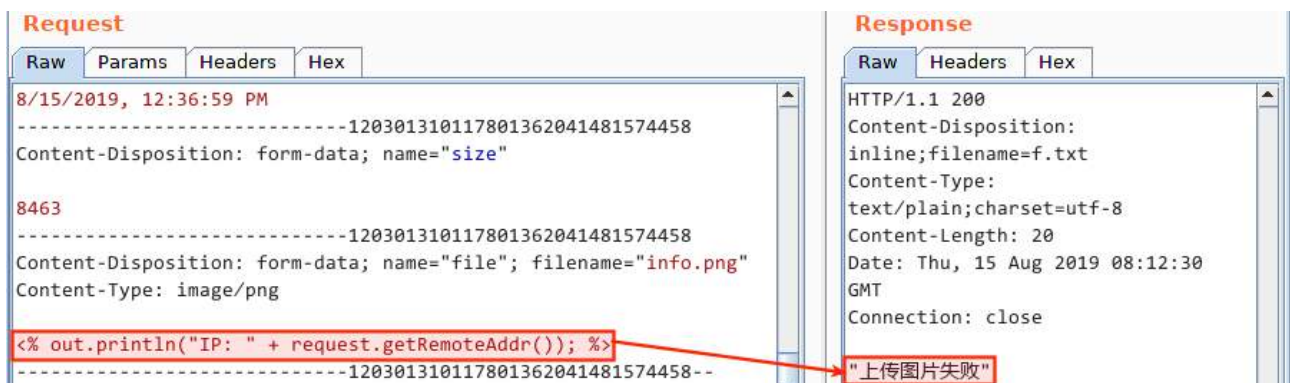 Request
Raw Params Headers Hex
8/15/2019, 12:36:59 PM
-----------------------------120301310117801362041481574458
Content-Disposition: form-data; name="size"
8463
-----------------------------120301310117801362041481574458
Content-Disposition: form-data; name="file"; filename="info.png"
Content-Type: image/png
<% out.println("IP: " + request.getRemoteAddr()); %>
-----------------------------120301310117801362041481574458--
Response
Raw Headers Hex
HTTP/1.1 200
Content-Disposition:
inline;filename=f.txt
Content-Type:
text/plain;charset=utf-8
Content-Length: 20
Date: Thu, 15 Aug 2019 08:12:30
GMT
Connection: close
"上传图片失败"